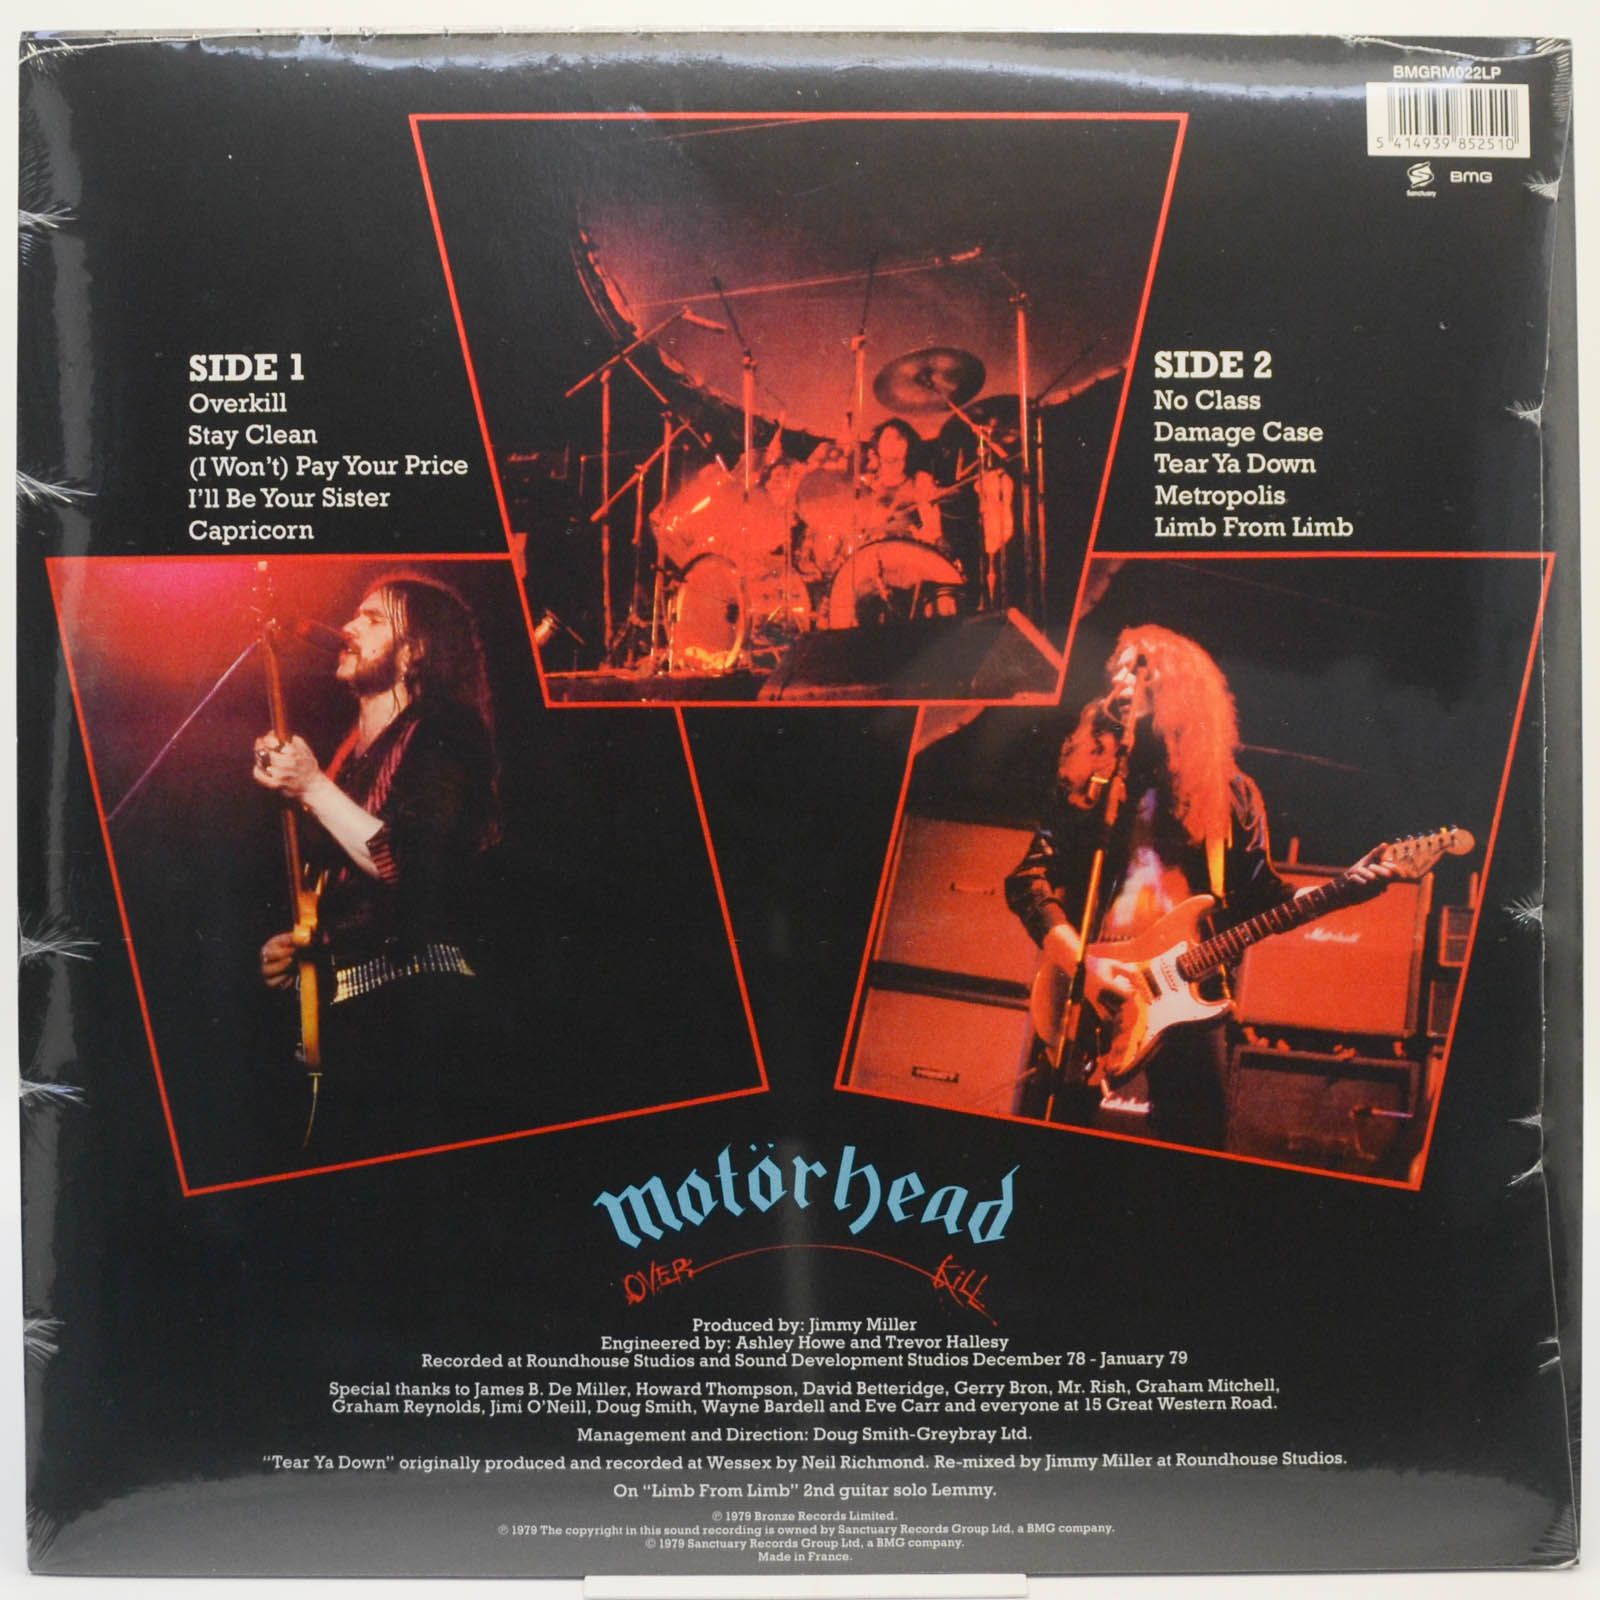 BMGRM022LP
5 414939 852510
Sanctuary
BMG
SIDE 1
Overkill
Stay Clean
(I Won't) Pay Your Price
I'll Be Your Sister
Capricorn
SIDE 2
No Class
Damage Case
Tear Ya Down
Metropolis
Limb From Limb
Marshall
motörhead
OVER KILL
Produced by: Jimmy Miller
Engineered by: Ashley Howe and Trevor Hallesy
Recorded at Roundhouse Studios and Sound Development Studios December 78 - January 79
Special thanks to James B. De Miller, Howard Thompson, David Betteridge, Gerry Bron, Mr. Rish, Graham Mitchell,
Graham Reynolds, Jimi O'Neill, Doug Smith, Wayne Bardell and Eve Carr and everyone at 15 Great Western Road.
Management and Direction: Doug Smith-Greybray Ltd.
"Tear Ya Down" originally produced and recorded at Wessex by Neil Richmond. Re-mixed by Jimmy Miller at Roundhouse Studios.
On "Limb From Limb" 2nd guitar solo Lemmy.
℗ 1979 Bronze Records Limited.
℗ 1979 The copyright in this sound recording is owned by Sanctuary Records Group Ltd, a BMG company.
© 1979 Sanctuary Records Group Ltd, a BMG company.
Made in France.